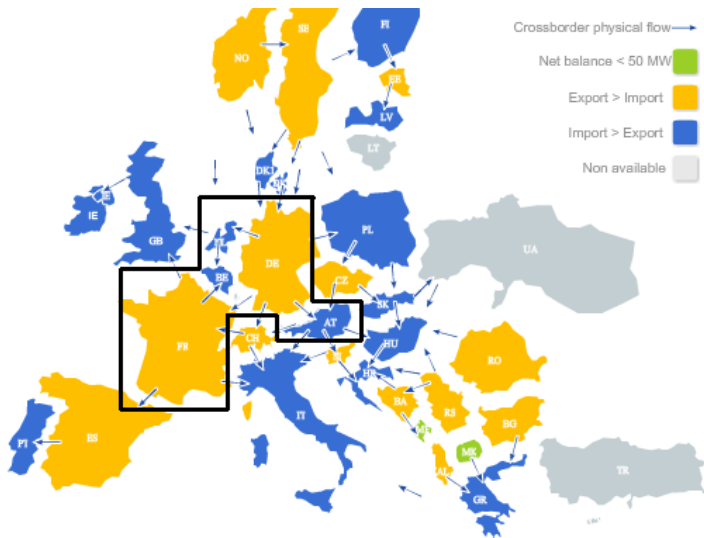 SE
FI
NO
Crossborder physical flow
Net balance < 50 MW
EE
Export > Import
LV
Import > Export
LT
Non available
DK1
IE
GB
PL
UA
DE
BE
CZ
SK
AT
CH
HU
FR
RO
HR
BA
RS
BG
IT
ES
PT
MK
AL
TR
GR